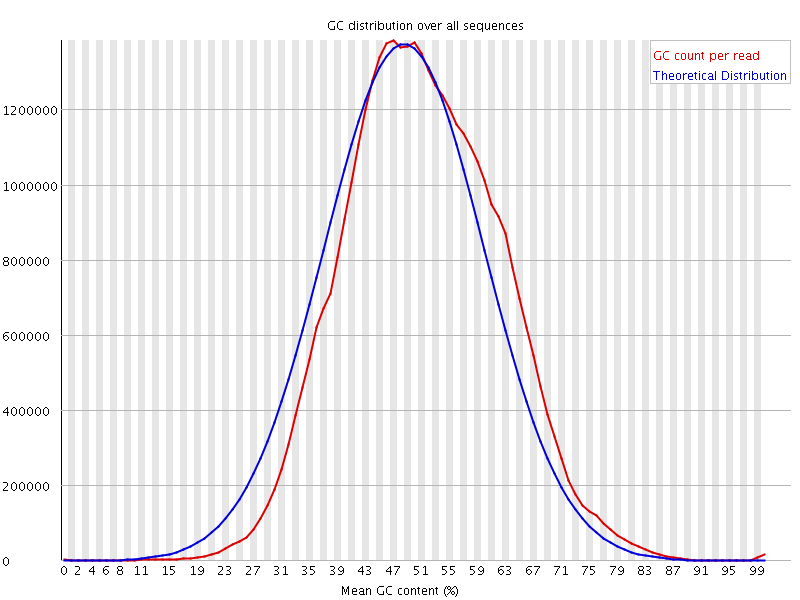 GC distribution over all sequences
GC count per read
Theoretical Distribution
1200000
1000000
800000
600000
400000
200000
0
0 2 4 6 8 11 15 19 23 27 31 35 39 43 47 51 55 59 63 67 71 75 79 83 87 91 95 99
Mean GC content (%)